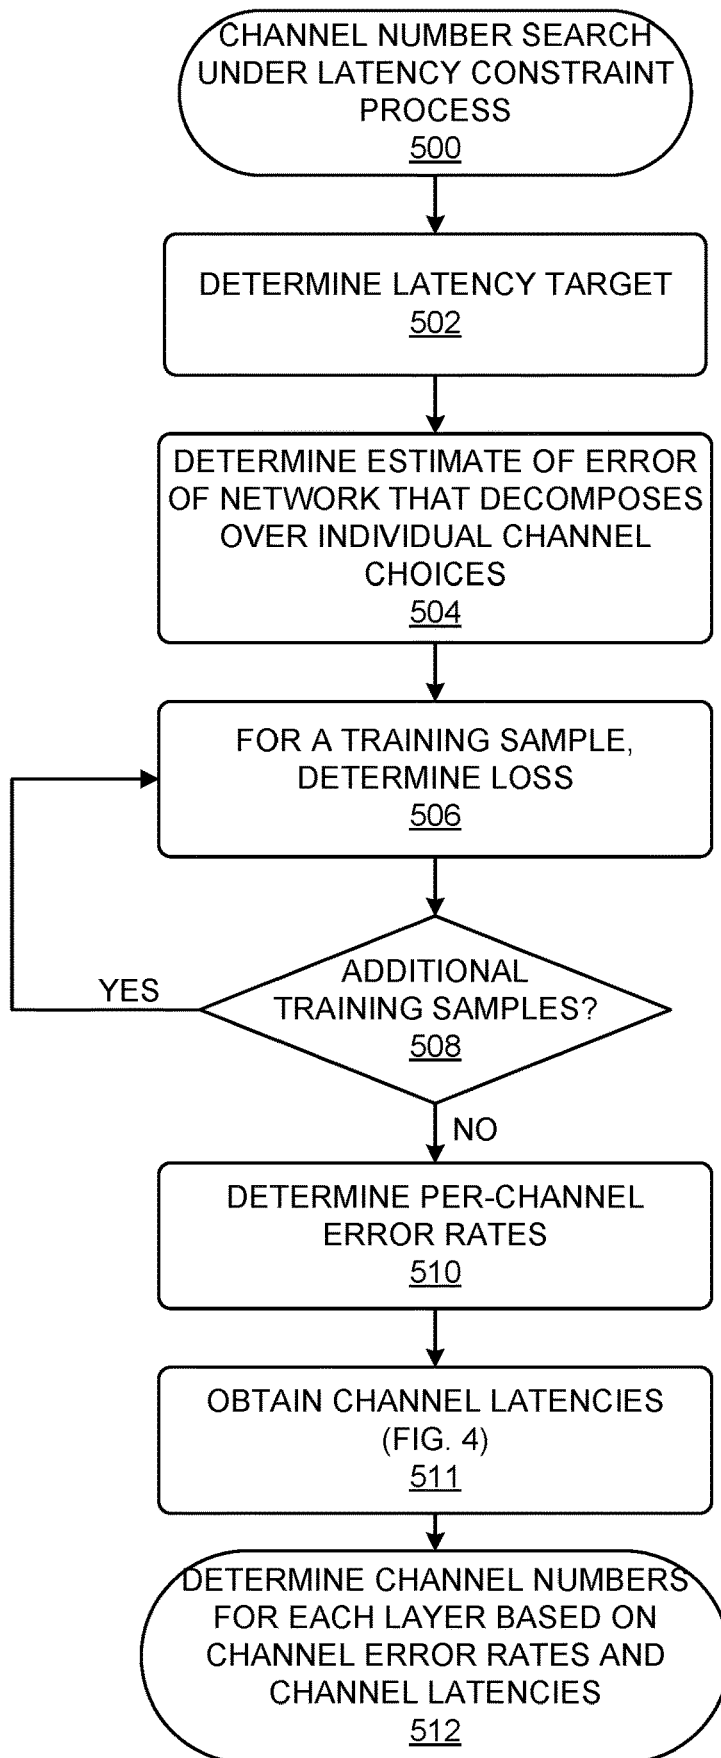 CHANNEL NUMBER SEARCH
UNDER LATENCY CONSTRAINT
PROCESS
500
DETERMINE LATENCY TARGET
502
DETERMINE ESTIMATE OF ERROR
OF NETWORK THAT DECOMPOSES
OVER INDIVIDUAL CHANNEL
CHOICES
504
FOR A TRAINING SAMPLE,
DETERMINE LOSS
506
YES
ADDITIONAL
TRAINING SAMPLES?
508
NO
DETERMINE PER-CHANNEL
ERROR RATES
510
OBTAIN CHANNEL LATENCIES
(FIG. 4)
511
DETERMINE CHANNEL NUMBERS
FOR EACH LAYER BASED ON
CHANNEL ERROR RATES AND
CHANNEL LATENCIES
512